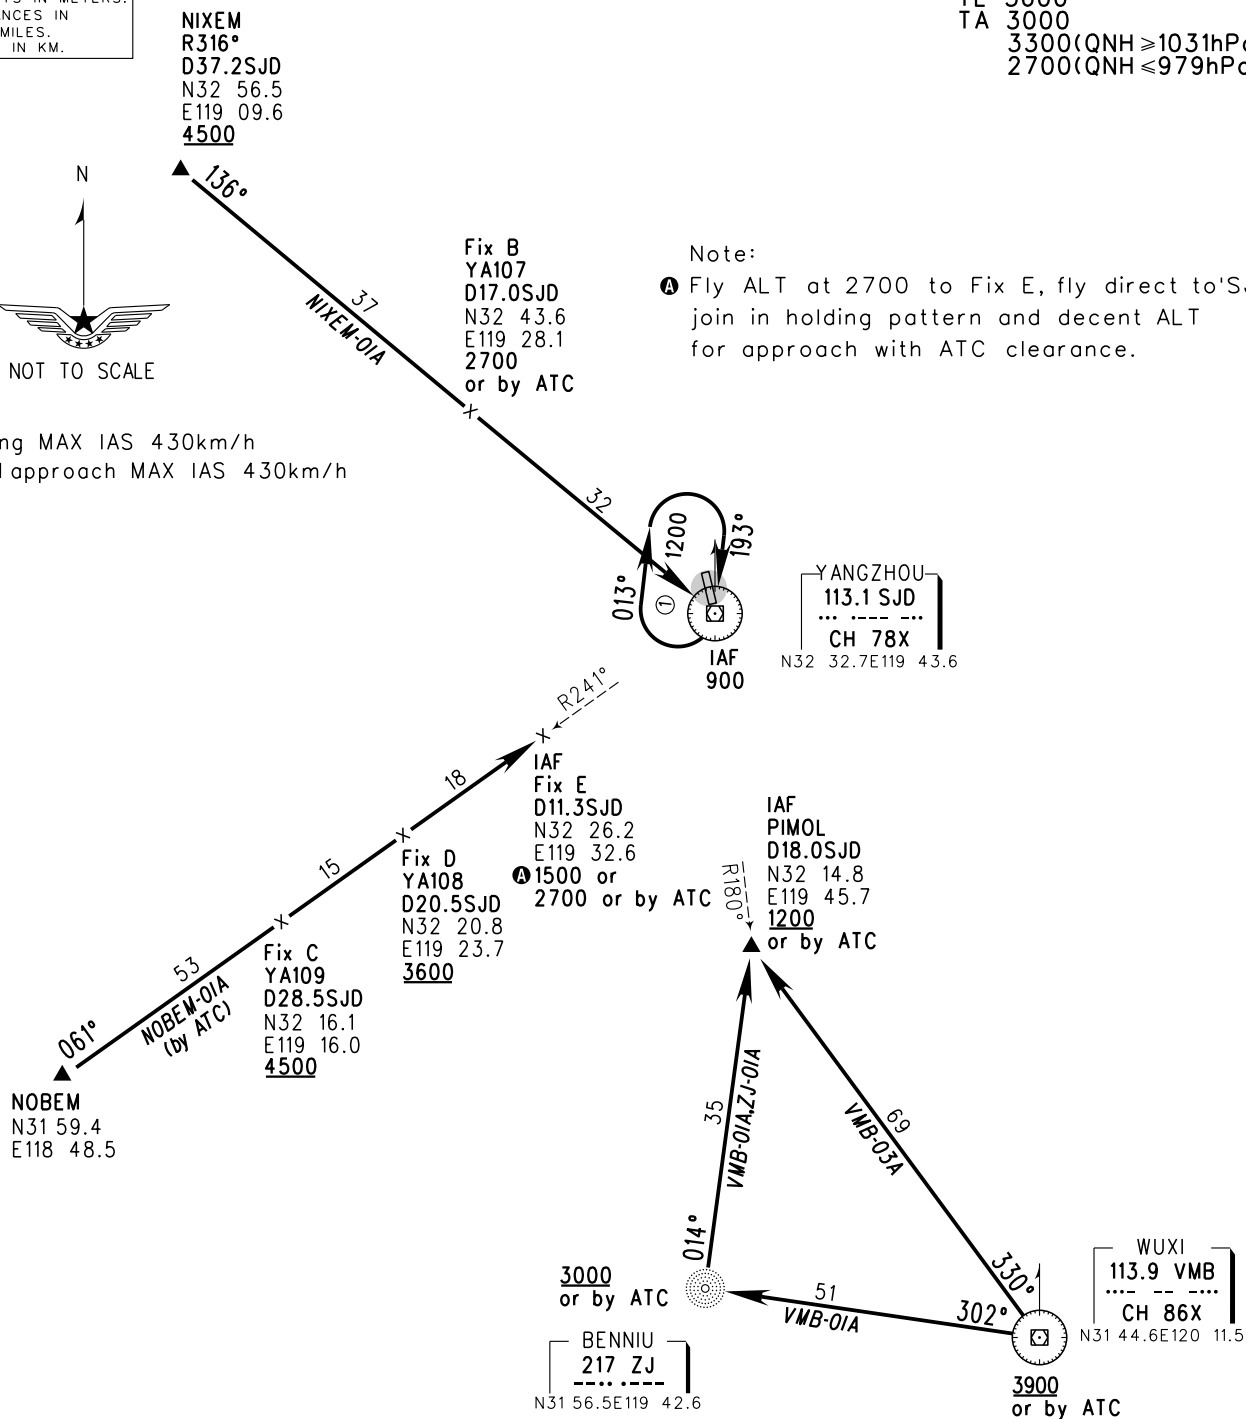 IN METERS.
ANCES IN
MILES.
IN KM.
TL 3000
TA 3000
3300(QNH≥1031hPa
2700(QNH≤979hPa
NIXEM
R316°
D37.2SJD
N32 56.5
E119 09.6
4500
136°
N
NOT TO SCALE
37
NIXEM-01A
Fix B
YA107
D17.0SJD
N32 43.6
E119 28.1
2700
or by ATC
Note:
A Fly ALT at 2700 to Fix E, fly direct to'SJ
join in holding pattern and decent ALT
for approach with ATC clearance.
ng MAX IAS 430km/h
approach MAX IAS 430km/h
32
1200
193°
013°
1
YANGZHOU
113.1 SJD
CH 78X
N32 32.7E119 43.6
IAF
900
R241°
18
IAF
Fix E
D11.3SJD
N32 26.2
E119 32.6
A 1500 or
2700 or by ATC
15
Fix D
YA108
D20.5SJD
N32 20.8
E119 23.7
3600
IAF
PIMOL
D18.0SJD
N32 14.8
E119 45.7
1200
or by ATC
R180°
53
NOBEM-01A
(by ATC)
Fix C
YA109
D28.5SJD
N32 16.1
E119 16.0
4500
061°
NOBEM
N31 59.4
E118 48.5
35
VMB-01A,ZJ-01A
014°
69
VMB-03A
330°
3000
or by ATC
51
VMB-01A
302°
WUXI
113.9 VMB
CH 86X
N31 44.6E120 11.5
BENNIU
217 ZJ
N31 56.5E119 42.6
3900
or by ATC